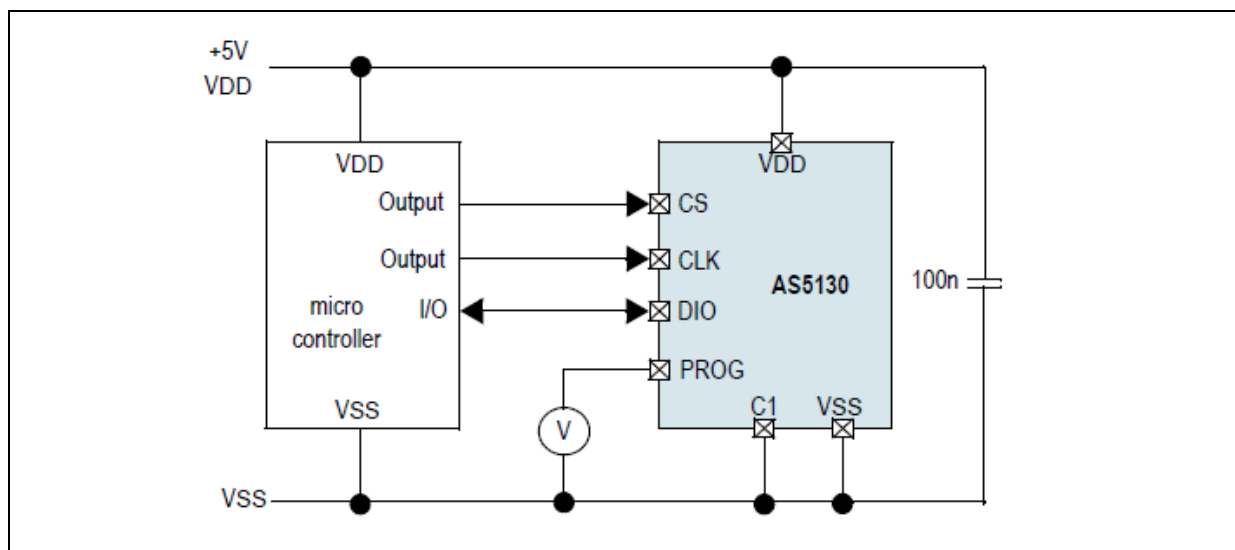 +5V
VDD
VDD
VDD
Output
CS
Output
CLK
AS5130
100n
I/O
DIO
micro
controller
PROG
C1
VSS
VSS
V
VSS